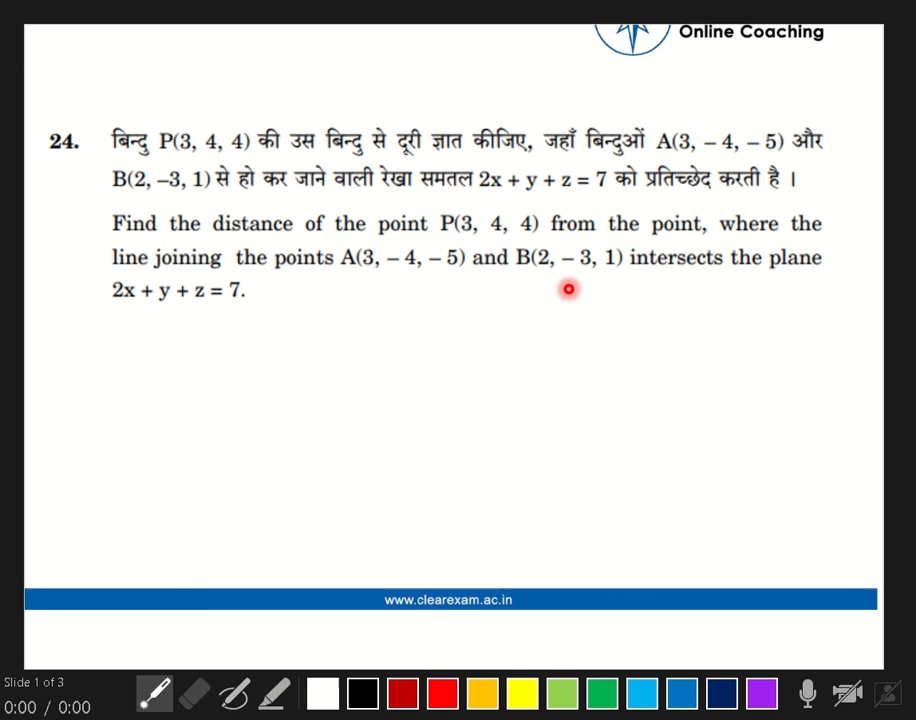 Online Coaching
24. बिन्दु P(3, 4, 4) की उस बिन्दु से दूरी ज्ञात कीजिए, जहाँ बिन्दुओं A(3, – 4, – 5) और
B(2, –3, 1) से हो कर जाने वाली रेखा समतल 2x + y + z = 7 को प्रतिच्छेद करती है ।
Find the distance of the point P(3, 4, 4) from the point, where the
line joining the points A(3, – 4, – 5) and B(2, – 3, 1) intersects the plane
2x + y + z = 7.
www.clearexam.ac.in
Slide 1 of 3
0:00 / 0:00